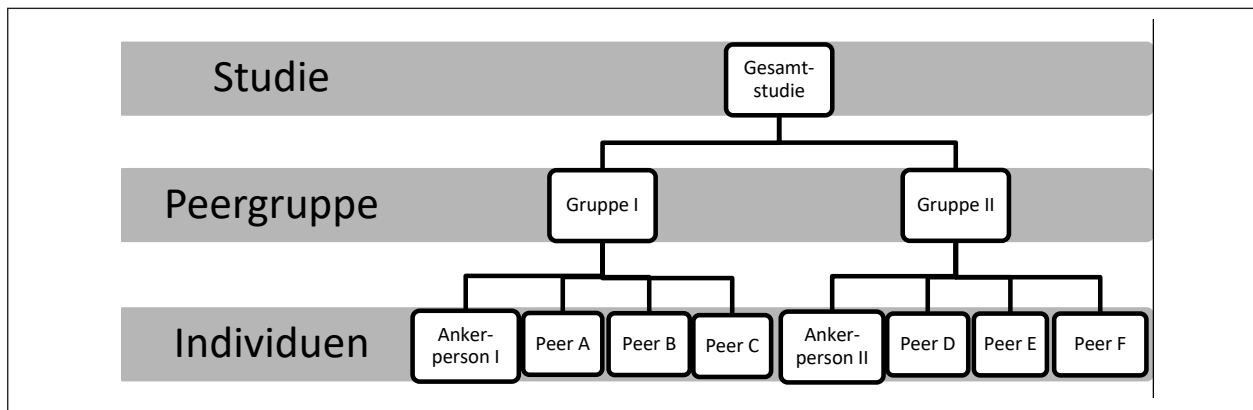 Studie
Gesamt-
studie
Peergruppe
Gruppe I
Gruppe II
Individuen
Anker-
person I
Peer A
Peer B
Peer C
Anker-
person II
Peer D
Peer E
Peer F